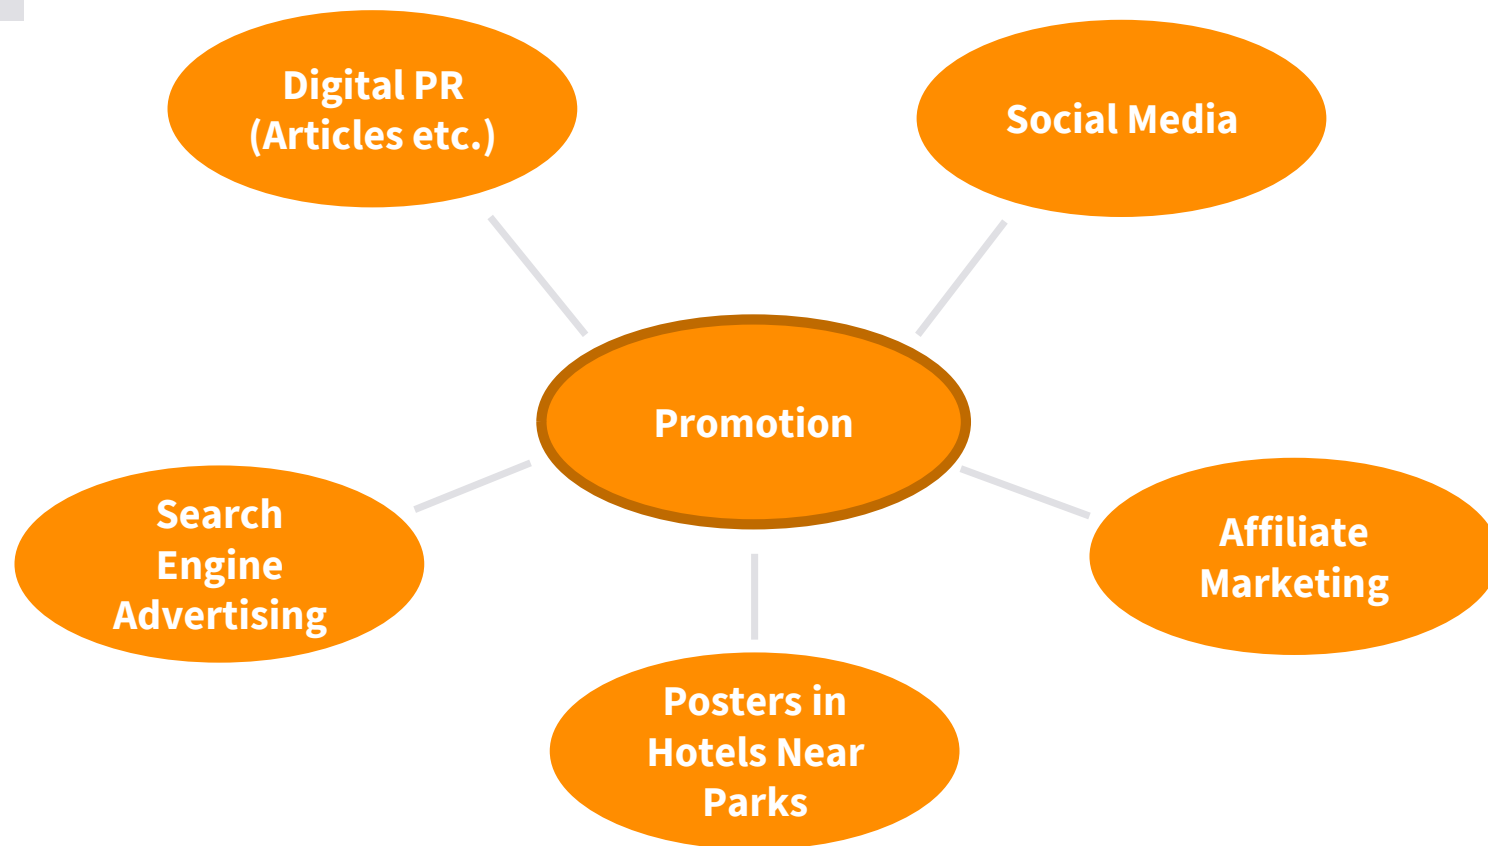 Digital PR
(Articles etc.)
Social Media
Promotion
Search
Engine
Advertising
Affiliate
Marketing
Posters in
Hotels Near
Parks